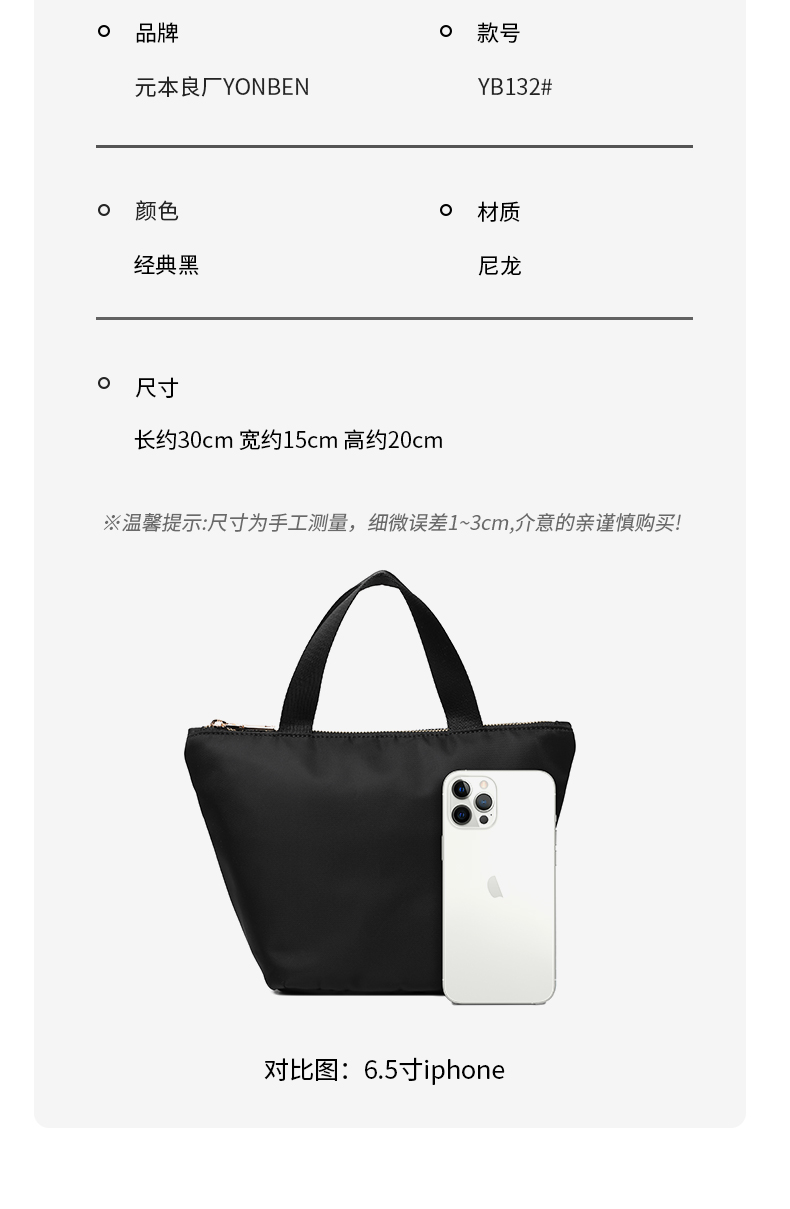 品牌
款号
元本良厂YONBEN
YB132#
颜色
材质
经典黑
尼龙
尺寸
长约30cm 宽约15cm 高约20cm
※温馨提示:尺寸为手工测量，细微误差1~3cm,介意的亲谨慎购买!
对比图：6.5寸iphone